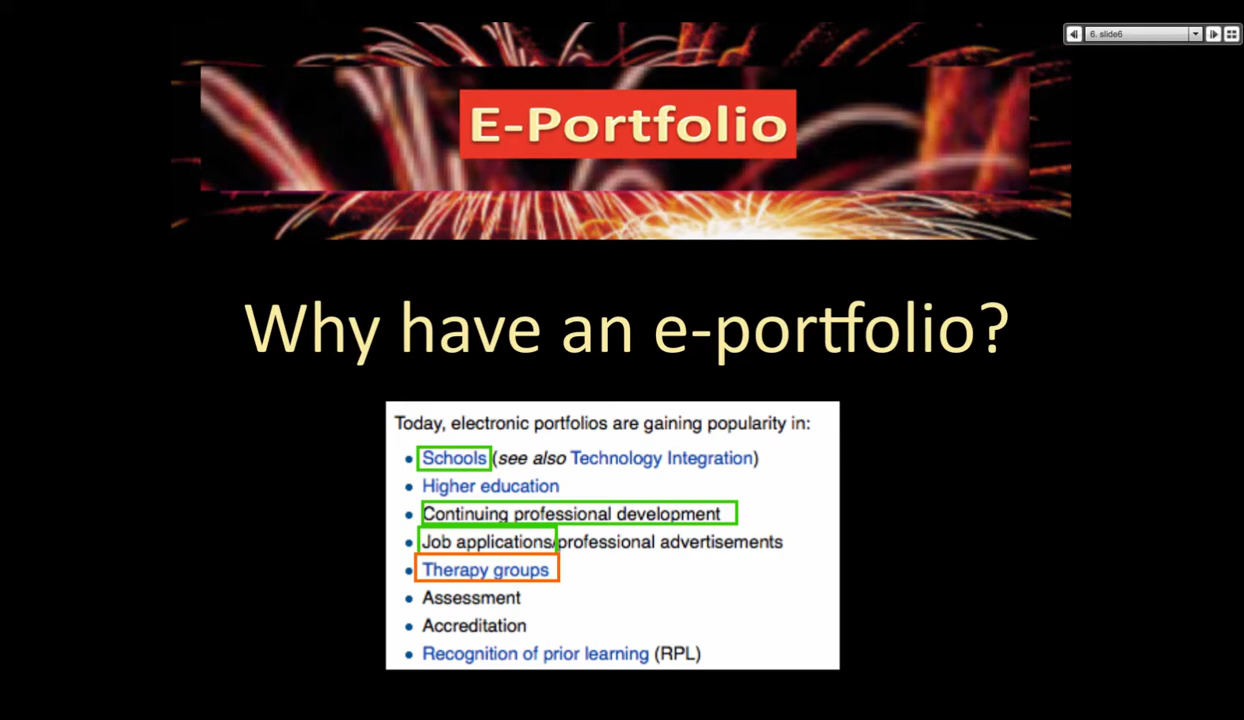 6. slide6
E-Portfolio
Why have an e-portfolio?
Today, electronic portfolios are gaining popularity in:
• Schools (see also Technology Integration)
• Higher education
• Continuing professional development
• Job applications/professional advertisements
• Therapy groups
• Assessment
• Accreditation
• Recognition of prior learning (RPL)